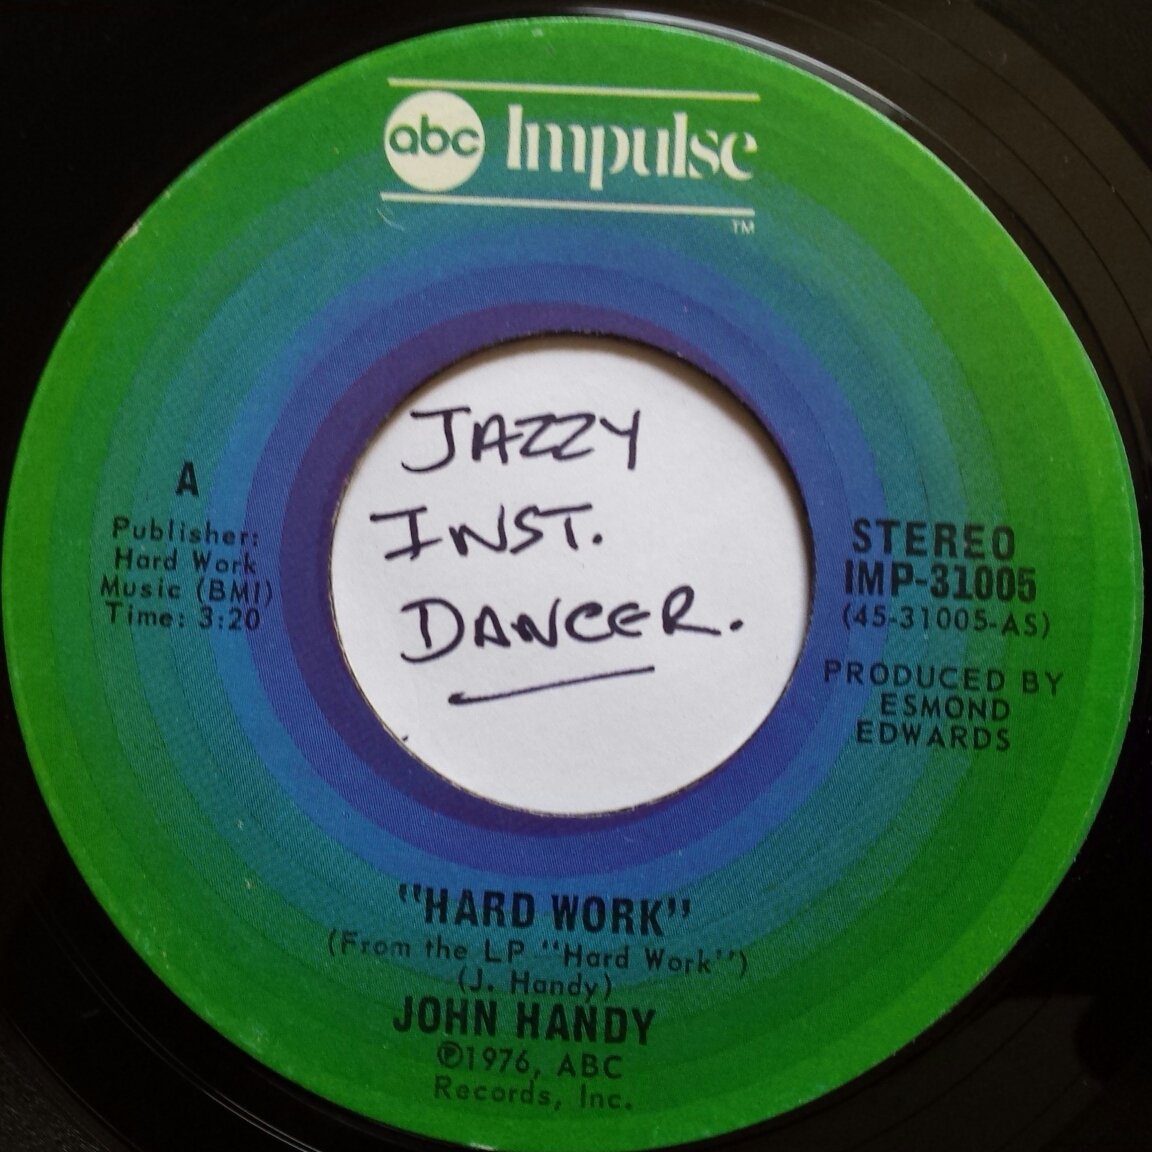 abc Impulse
TM
JAZZY
INST.
DANCER.
A
Publisher:
Hard Work
Music (BMI)
Time: 3:20
STEREO
IMP-31005
(45-31005-AS)
PRODUCED BY
ESMOND
EDWARDS
"HARD WORK"
(From the LP "Hard Work")
(J. Handy)
JOHN HANDY
℗1976, ABC
Records, Inc.